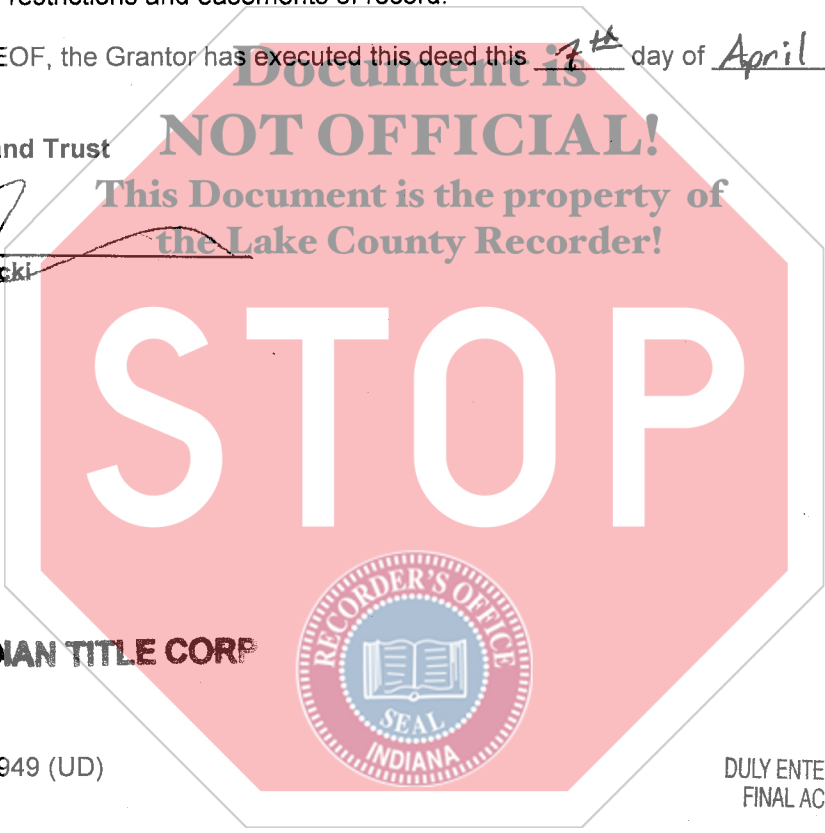 restrictions and easements of record.
EOF, the Grantor has executed this deed this 7th day of April
Document is
NOT OFFICIAL!
and Trust
This Document is the property of
the Lake County Recorder!
cki
STOP
RECORDER'S OFFICE
SEAL
INDIANA
IAN TITLE CORP
949 (UD)
DULY ENTE
FINAL AC